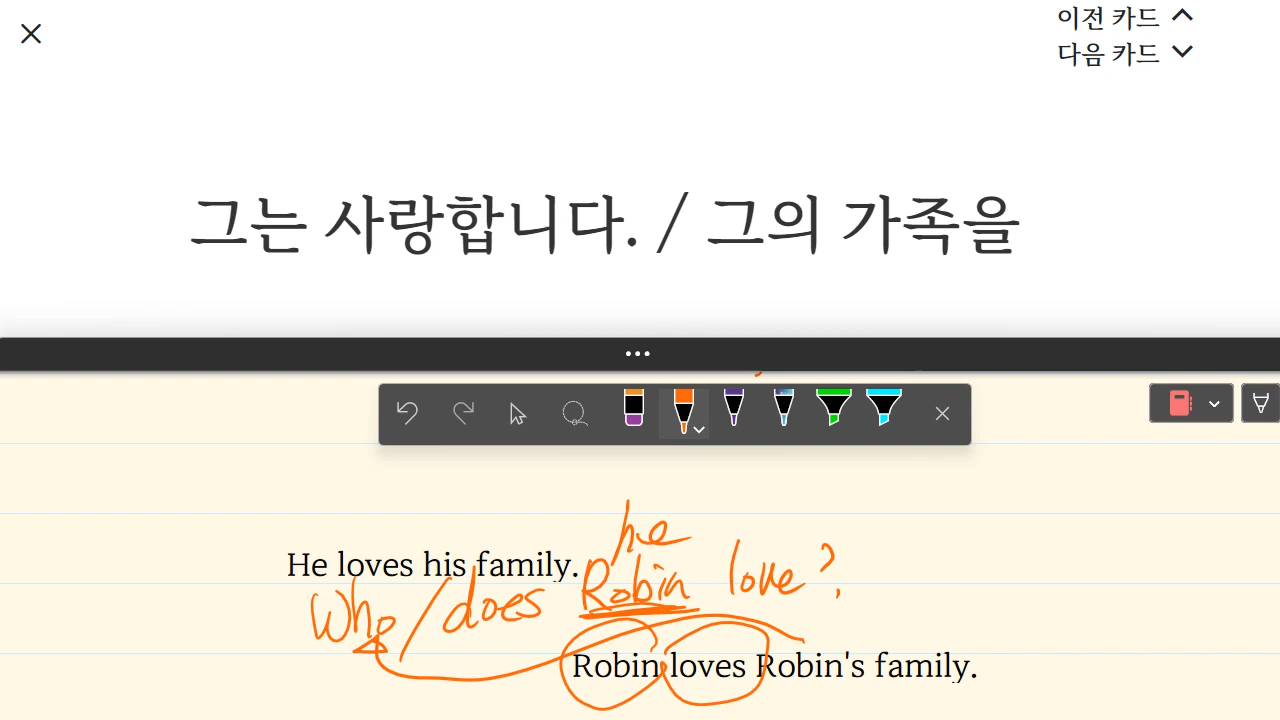 이전 카드
다음 카드
그는 사랑합니다. / 그의 가족을
he
He loves his family.
Who / does Robin love?
Robin loves Robin's family.